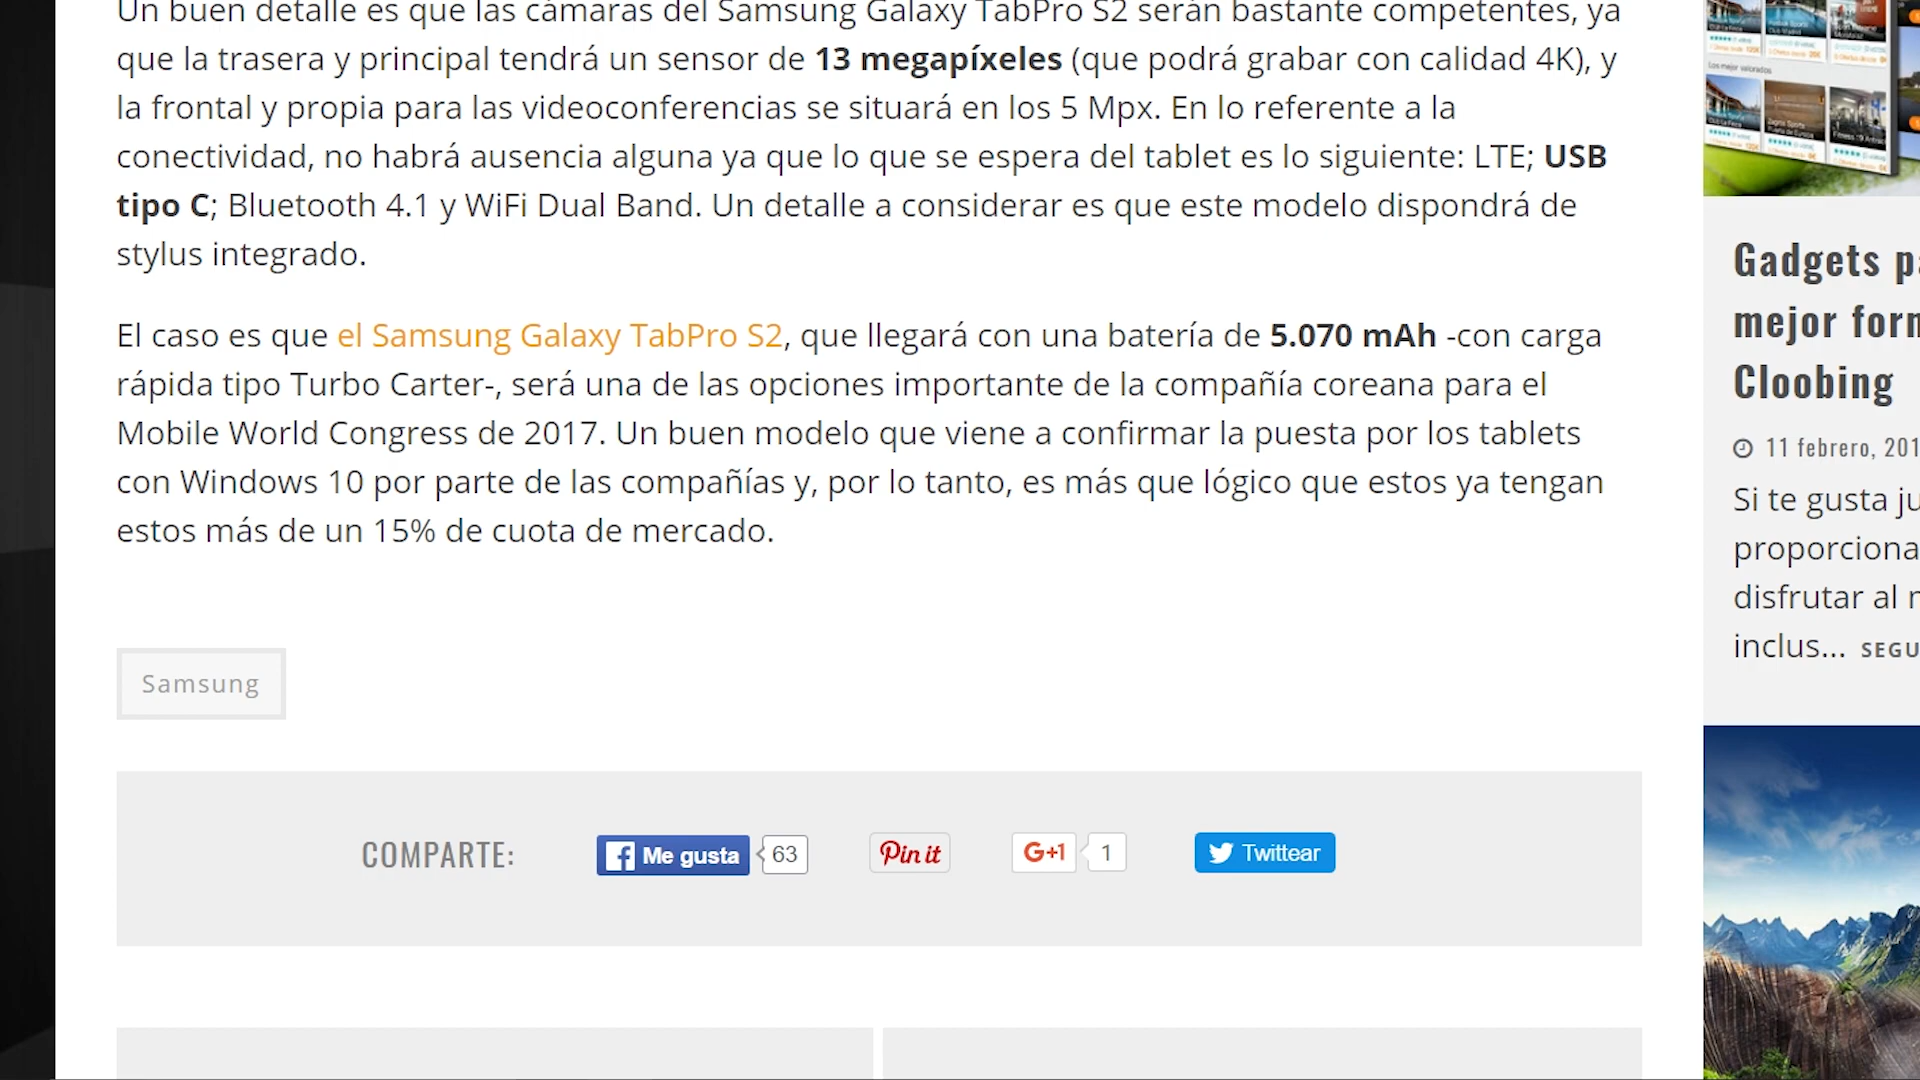 Un buen detalle es que las cámaras del Samsung Galaxy TabPro S2 serán bastante competentes, ya
que la trasera y principal tendrá un sensor de 13 megapíxeles (que podrá grabar con calidad 4K), y
la frontal y propia para las videoconferencias se situará en los 5 Mpx. En lo referente a la
conectividad, no habrá ausencia alguna ya que lo que se espera del tablet es lo siguiente: LTE; USB
tipo C; Bluetooth 4.1 y WiFi Dual Band. Un detalle a considerar es que este modelo dispondrá de
stylus integrado.
El caso es que el Samsung Galaxy TabPro S2, que llegará con una batería de 5.070 mAh -con carga
rápida tipo Turbo Carter-, será una de las opciones importante de la compañía coreana para el
Mobile World Congress de 2017. Un buen modelo que viene a confirmar la puesta por los tablets
con Windows 10 por parte de las compañías y, por lo tanto, es más que lógico que estos ya tengan
estos más de un 15% de cuota de mercado.
Samsung
COMPARTE:
Me gusta 63
Pin it
G+1 1
Twittear
Gadgets
mejor
Cloobing
11 febrero, 201
Si te gusta
proporciona
disfrutar al
inclus...